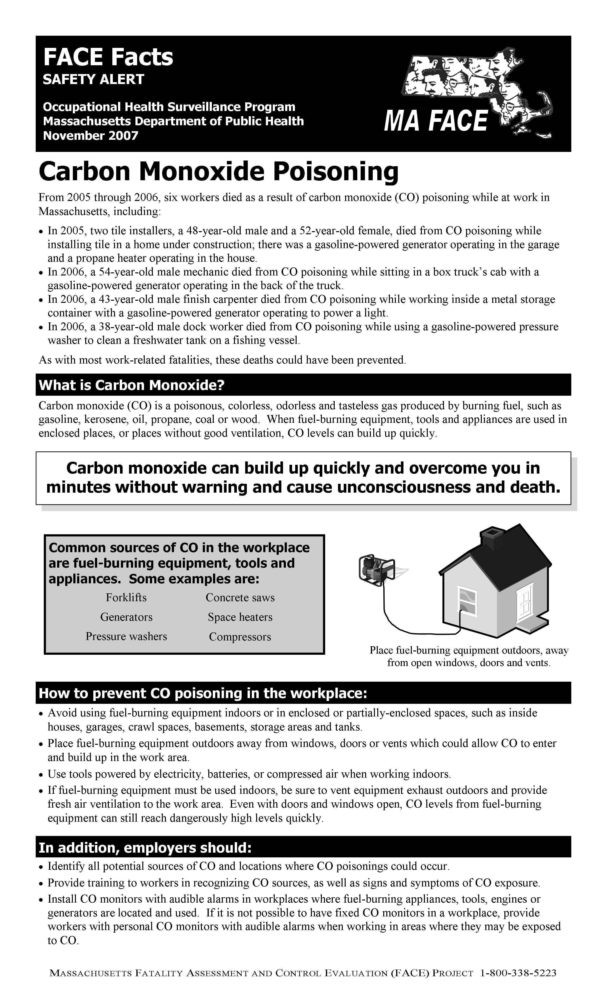 FACE Facts
SAFETY ALERT
Occupational Health Surveillance Program
Massachusetts Department of Public Health
November 2007
MA FACE
Carbon Monoxide Poisoning
From 2005 through 2006, six workers died as a result of carbon monoxide (CO) poisoning while at work in
Massachusetts, including:
• In 2005, two tile installers, a 48-year-old male and a 52-year-old female, died from CO poisoning while
installing tile in a home under construction; there was a gasoline-powered generator operating in the garage
and a propane heater operating in the house.
• In 2006, a 54-year-old male mechanic died from CO poisoning while sitting in a box truck’s cab with a
gasoline-powered generator operating in the back of the truck.
• In 2006, a 43-year-old male finish carpenter died from CO poisoning while working inside a metal storage
container with a gasoline-powered generator operating to power a light.
• In 2006, a 38-year-old male dock worker died from CO poisoning while using a gasoline-powered pressure
washer to clean a freshwater tank on a fishing vessel.
As with most work-related fatalities, these deaths could have been prevented.
What is Carbon Monoxide?
Carbon monoxide (CO) is a poisonous, colorless, odorless and tasteless gas produced by burning fuel, such as
gasoline, kerosene, oil, propane, coal or wood.  When fuel-burning equipment, tools and appliances are used in
enclosed places, or places without good ventilation, CO levels can build up quickly.
Carbon monoxide can build up quickly and overcome you in
minutes without warning and cause unconsciousness and death.
Common sources of CO in the workplace
are fuel-burning equipment, tools and
appliances.  Some examples are:
Forklifts Concrete saws
Generators Space heaters
Pressure washers Compressors
Place fuel-burning equipment outdoors, away
from open windows, doors and vents.
How to prevent CO poisoning in the workplace:
• Avoid using fuel-burning equipment indoors or in enclosed or partially-enclosed spaces, such as inside
houses, garages, crawl spaces, basements, storage areas and tanks.
• Place fuel-burning equipment outdoors away from windows, doors or vents which could allow CO to enter
and build up in the work area.
• Use tools powered by electricity, batteries, or compressed air when working indoors.
• If fuel-burning equipment must be used indoors, be sure to vent equipment exhaust outdoors and provide
fresh air ventilation to the work area.  Even with doors and windows open, CO levels from fuel-burning
equipment can still reach dangerously high levels quickly.
In addition, employers should:
• Identify all potential sources of CO and locations where CO poisonings could occur.
• Provide training to workers in recognizing CO sources, as well as signs and symptoms of CO exposure.
• Install CO monitors with audible alarms in workplaces where fuel-burning appliances, tools, engines or
generators are located and used.  If it is not possible to have fixed CO monitors in a workplace, provide
workers with personal CO monitors with audible alarms when working in areas where they may be exposed
to CO.
MASSACHUSETTS FATALITY ASSESSMENT AND CONTROL EVALUATION (FACE) PROJECT  1-800-338-5223